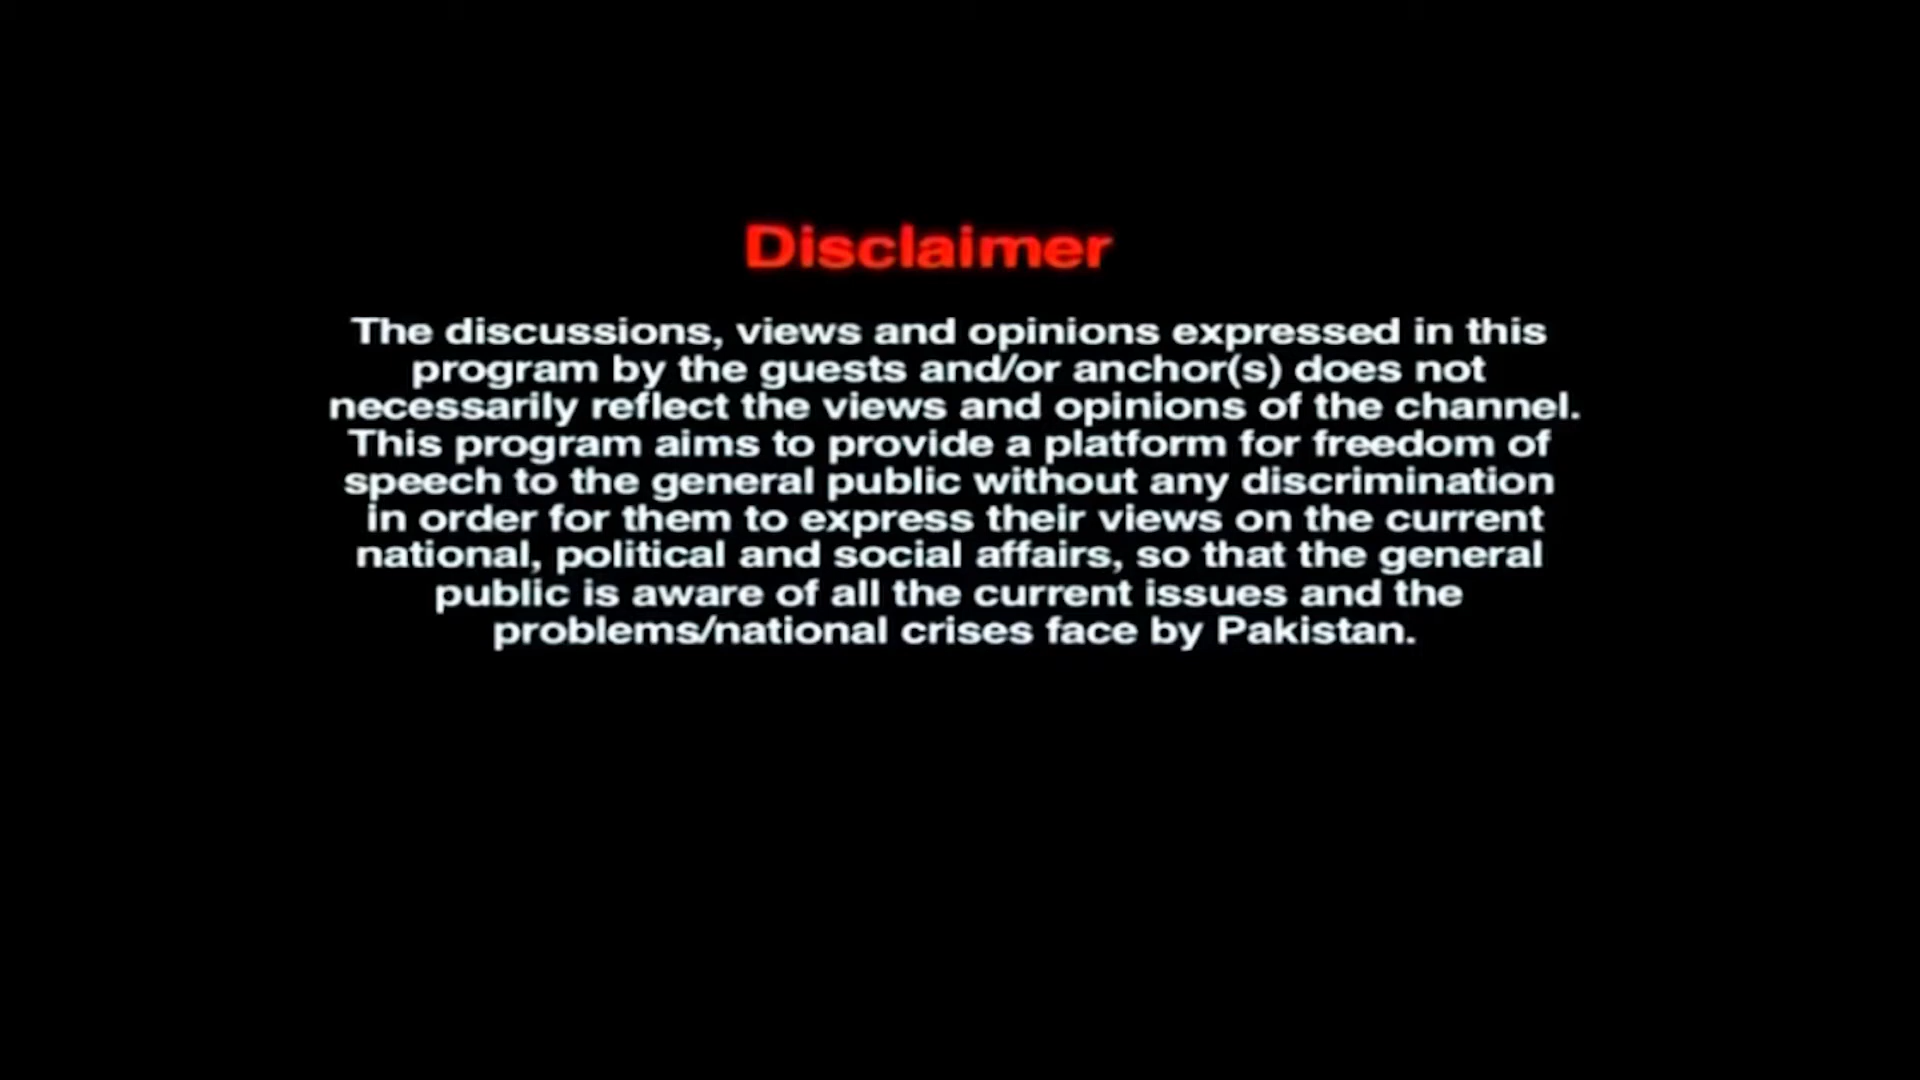 Disclaimer
The discussions, views and opinions expressed in this
program by the guests and/or anchor(s) does not
necessarily reflect the views and opinions of the channel.
This program aims to provide a platform for freedom of
speech to the general public without any discrimination
in order for them to express their views on the current
national, political and social affairs, so that the general
public is aware of all the current issues and the
problems/national crises face by Pakistan.